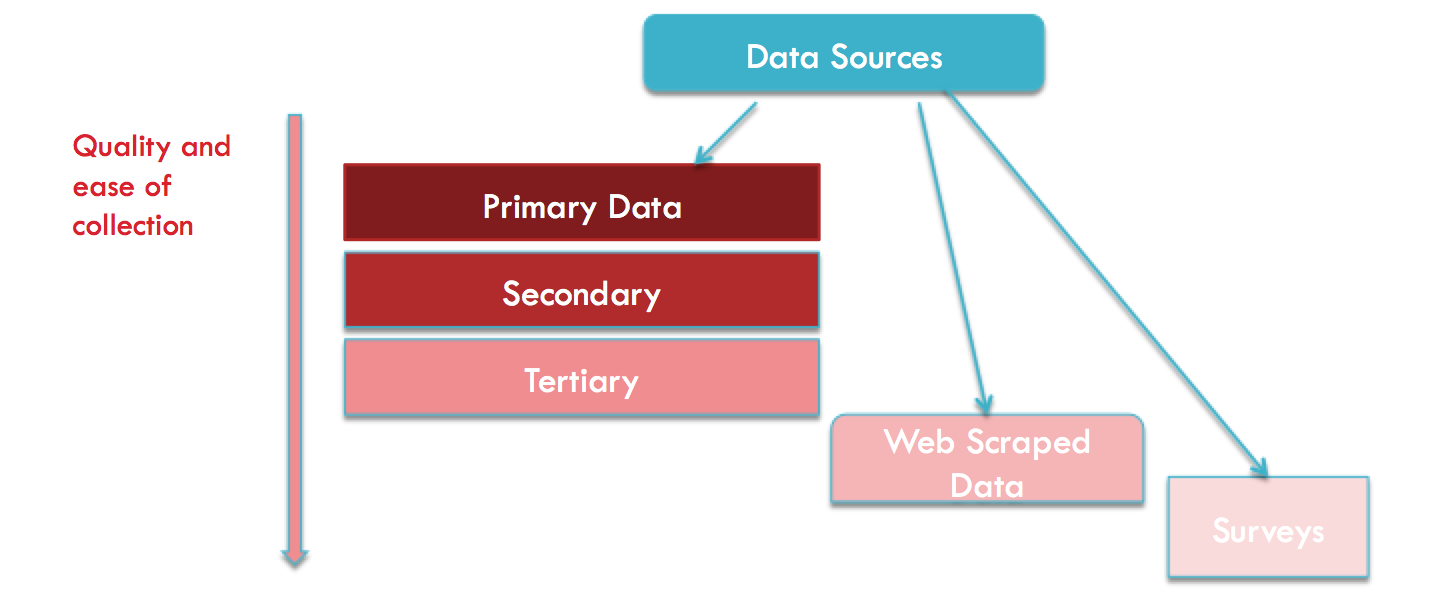 Data Sources
Quality and
ease of
collection
Primary Data
Secondary
Tertiary
Web Scraped
Data
Surveys